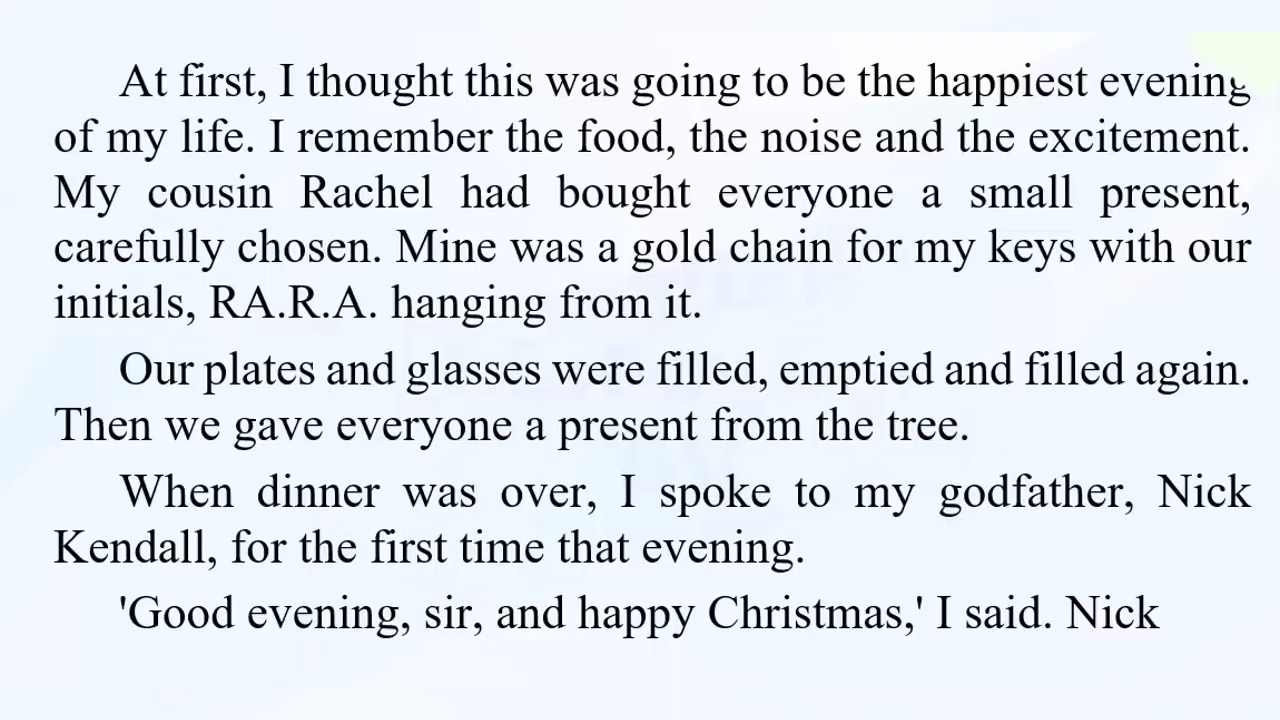 At first, I thought this was going to be the happiest evening
of my life. I remember the food, the noise and the excitement.
My cousin Rachel had bought everyone a small present,
carefully chosen. Mine was a gold chain for my keys with our
initials, RA.R.A. hanging from it.
Our plates and glasses were filled, emptied and filled again.
Then we gave everyone a present from the tree.
When dinner was over, I spoke to my godfather, Nick
Kendall, for the first time that evening.
'Good evening, sir, and happy Christmas,' I said. Nick